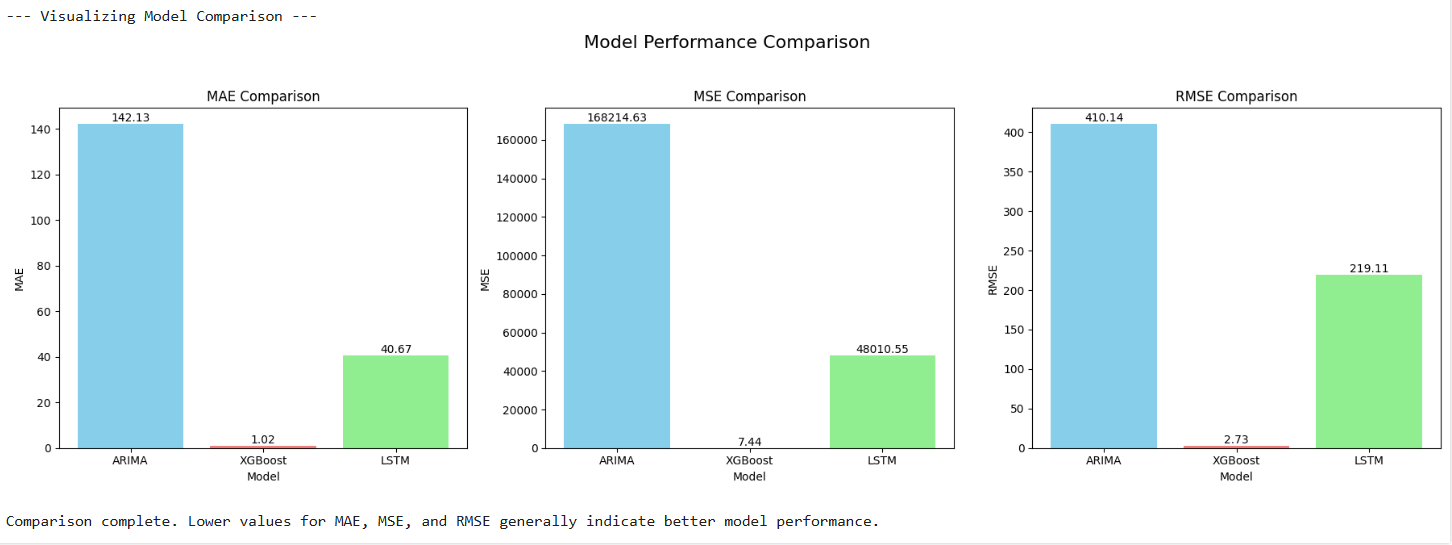 --- Visualizing Model Comparison ---
Model Performance Comparison
MAE Comparison
142.13
140
120
100
80
60
40
20
0
MAE
40.67
1.02
ARIMA XGBoost LSTM
Model
MSE Comparison
168214.63
160000
140000
120000
100000
80000
60000
40000
20000
0
MSE
48010.55
7.44
ARIMA XGBoost LSTM
Model
RMSE Comparison
410.14
400
350
300
250
200
150
100
50
0
RMSE
219.11
2.73
ARIMA XGBoost LSTM
Model
Comparison complete. Lower values for MAE, MSE, and RMSE generally indicate better model performance.